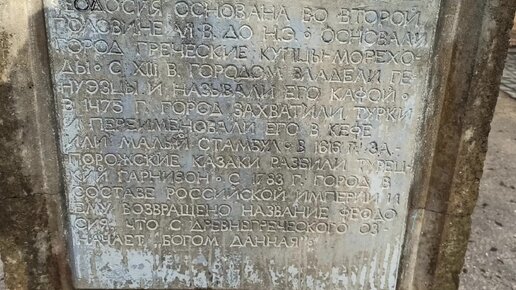 ФЕОДОСИЯ ОСНОВАНА ВО ВТОРОЙ
ПОЛОВИНЕ VI В. ДО Н.Э. ОСНОВАЛИ
ГОРОД ГРЕЧЕСКИЕ КУПЦЫ-МОРЕХО-
ДЫ. С XIII В. ГОРОДОМ ВЛАДЕЛИ ГЕ-
НУЭЗЦЫ И НАЗЫВАЛИ ЕГО КАФОЙ.
В 1475 Г. ГОРОД ЗАХВАТИЛИ ТУРКИ
И ПЕРЕИМЕНОВАЛИ ЕГО В КЕФЕ
ИЛИ МАЛЫЙ СТАМБУЛ. В 1616 Г. ЗА-
ПОРОЖСКИЕ КАЗАКИ РАЗБИЛИ ТУРЕЦ-
КИЙ ГАРНИЗОН. С 1783 Г. ГОРОД В
СОСТАВЕ РОССИЙСКОЙ ИМПЕРИИ И
ЕМУ ВОЗВРАЩЕНО НАЗВАНИЕ ФЕОДО-
СИЯ, ЧТО С ДРЕВНЕГРЕЧЕСКОГО ОЗ-
НАЧАЕТ „БОГОМ ДАННАЯ".